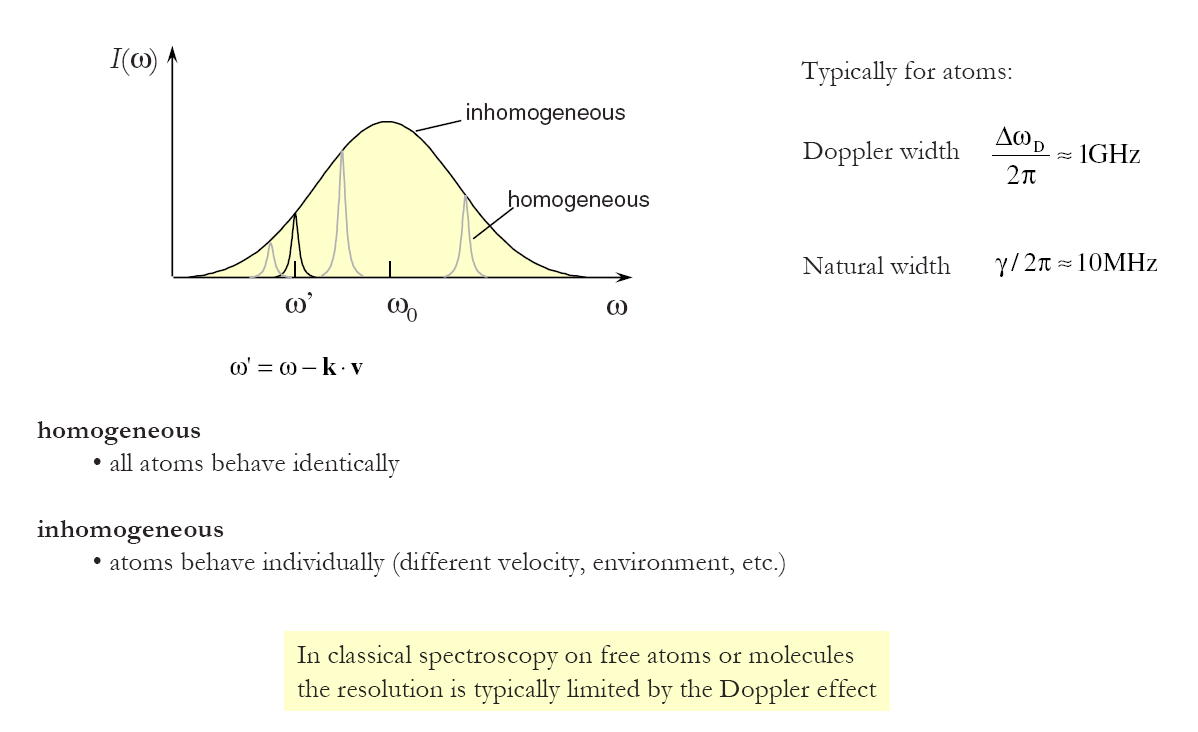 I(ω)
inhomogeneous
homogeneous
ω’ ω₀ ω
ω' = ω − k · v
Typically for atoms:
Doppler width Δω_D / 2π ≈ 1GHz
Natural width γ / 2π ≈ 10MHz
homogeneous
• all atoms behave identically
inhomogeneous
• atoms behave individually (different velocity, environment, etc.)
In classical spectroscopy on free atoms or molecules
the resolution is typically limited by the Doppler effect